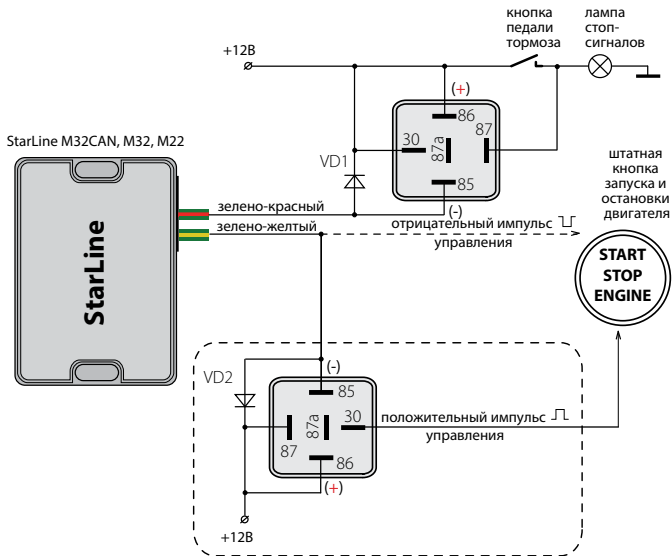 кнопка
педали
тормоза
лампа
стоп-
сигналов
+12В
(+)
86
30
87a
87
85
(-)
VD1
StarLine M32CAN, M32, M22
StarLine
зелено-красный
зелено-желтый
отрицательный импульс
управления
штатная
кнопка
запуска и
остановки
двигателя
START
STOP
ENGINE
VD2
(-)
85
87a
30
87
86
(+)
положительный импульс
управления
+12В